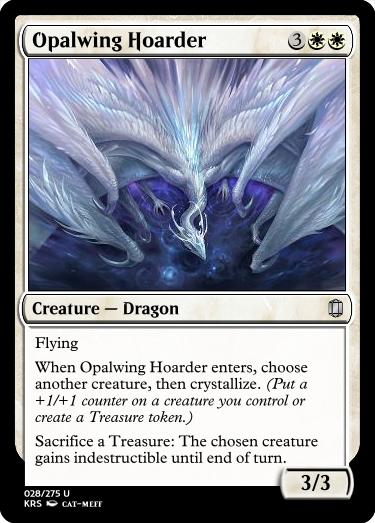 Opalwing Hoarder 3
Creature — Dragon
Flying
When Opalwing Hoarder enters, choose
another creature, then crystallize. (Put a
+1/+1 counter on a creature you control or
create a Treasure token.)
Sacrifice a Treasure: The chosen creature
gains indestructible until end of turn.
3/3
028/275 U
KRS CAT-MEFF